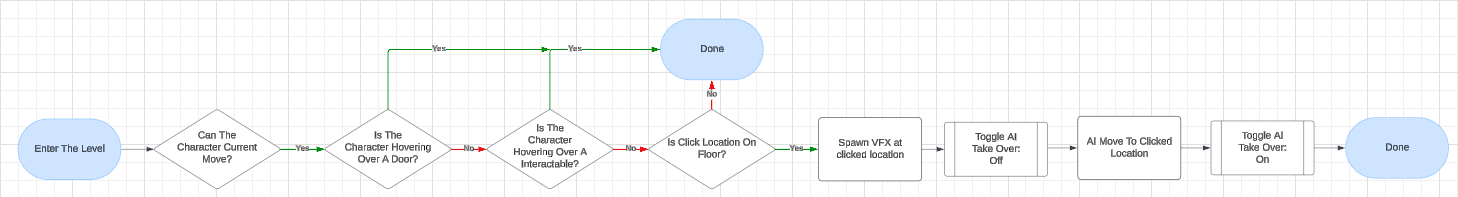 Yes
Yes
Done
No
Enter The Level
Can The
Character Current
Move?
Yes
Is The
Character Hovering
Over A Door?
No
Is The
Character
Hovering Over A
Interactable?
No
Is Click Location On
Floor?
Yes
Spawn VFX at
clicked location
Toggle AI
Take Over:
Off
AI Move To Clicked
Location
Toggle AI
Take Over:
On
Done